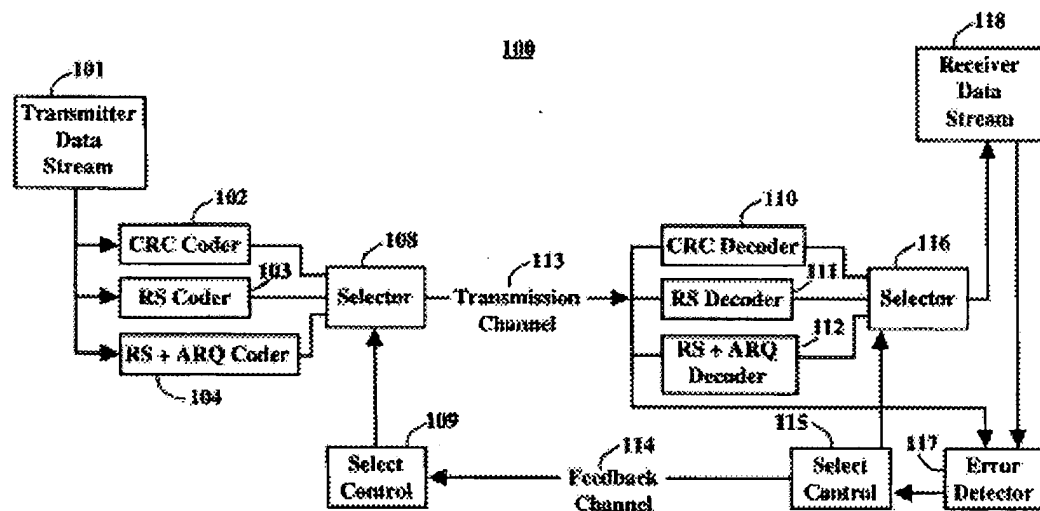 100
101
Transmitter
Data
Stream
102
CRC Coder
103
RS Coder
RS + ARQ Coder
104
108
Selector
109
Select
Control
113
Transmission
Channel
114
Feedback
Channel
110
CRC Decoder
111
RS Decoder
112
RS + ARQ
Decoder
116
Selector
115
Select
Control
117
Error
Detector
118
Receiver
Data
Stream